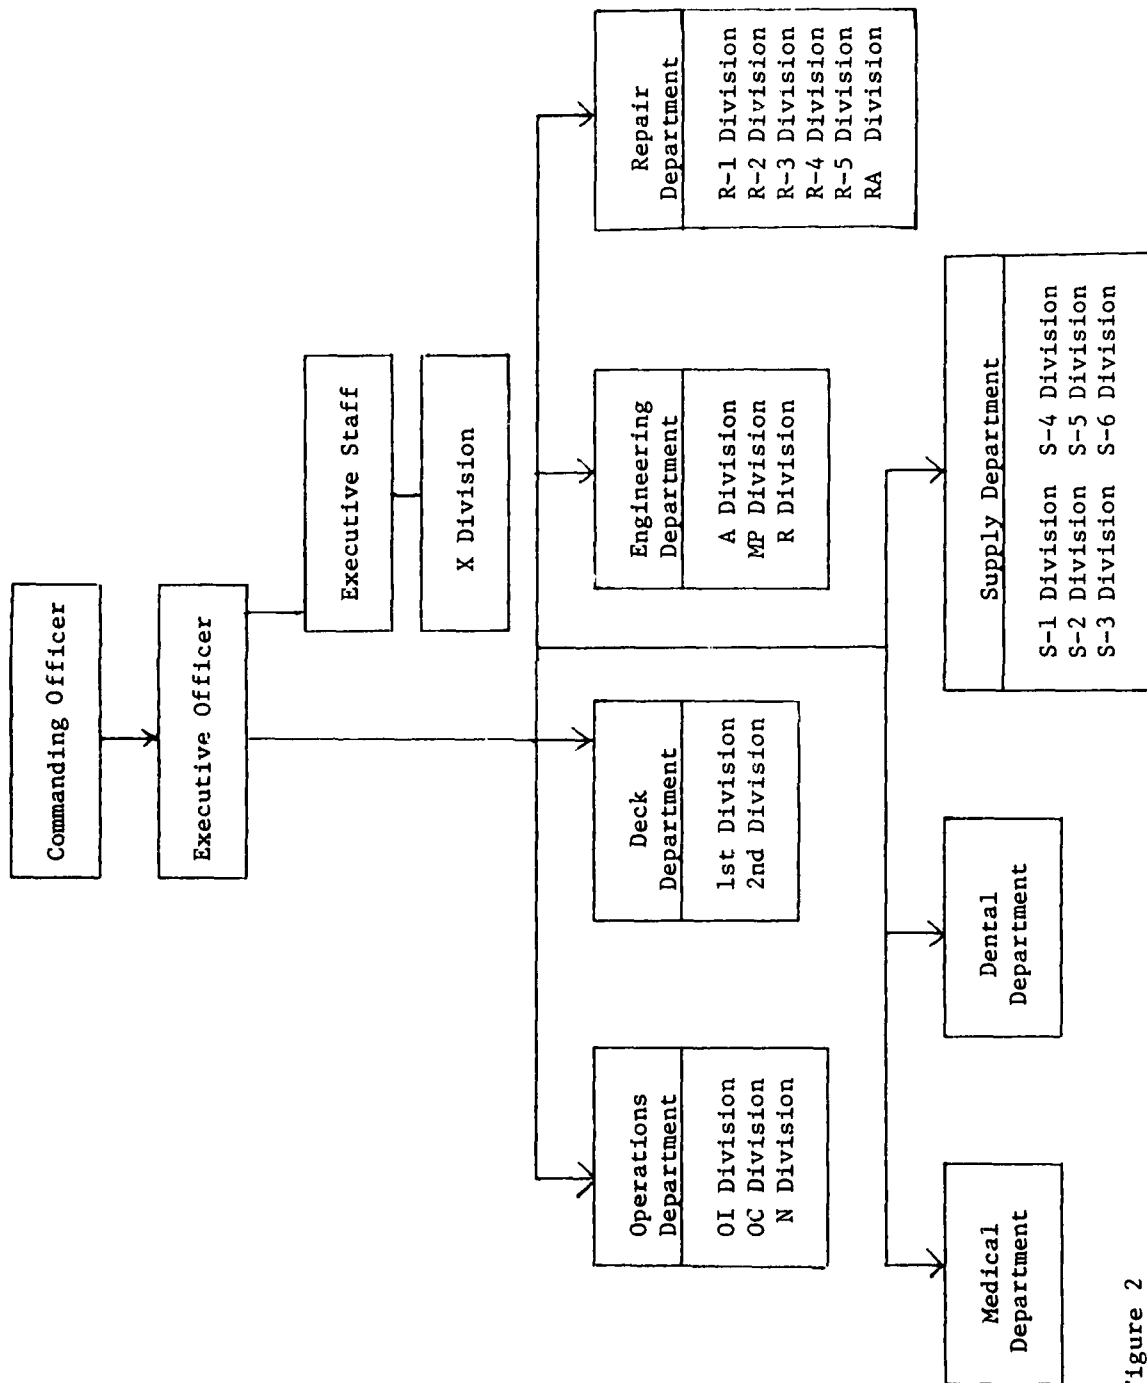 Commanding Officer
Executive Officer
Executive Staff
X Division
Operations
Department
OI Division
OC Division
N Division
Deck
Department
1st Division
2nd Division
Engineering
Department
A Division
MP Division
R Division
Repair
Department
R-1 Division
R-2 Division
R-3 Division
R-4 Division
R-5 Division
RA Division
Medical
Department
Dental
Department
Supply Department
S-1 Division S-4 Division
S-2 Division S-5 Division
S-3 Division S-6 Division
Figure 2